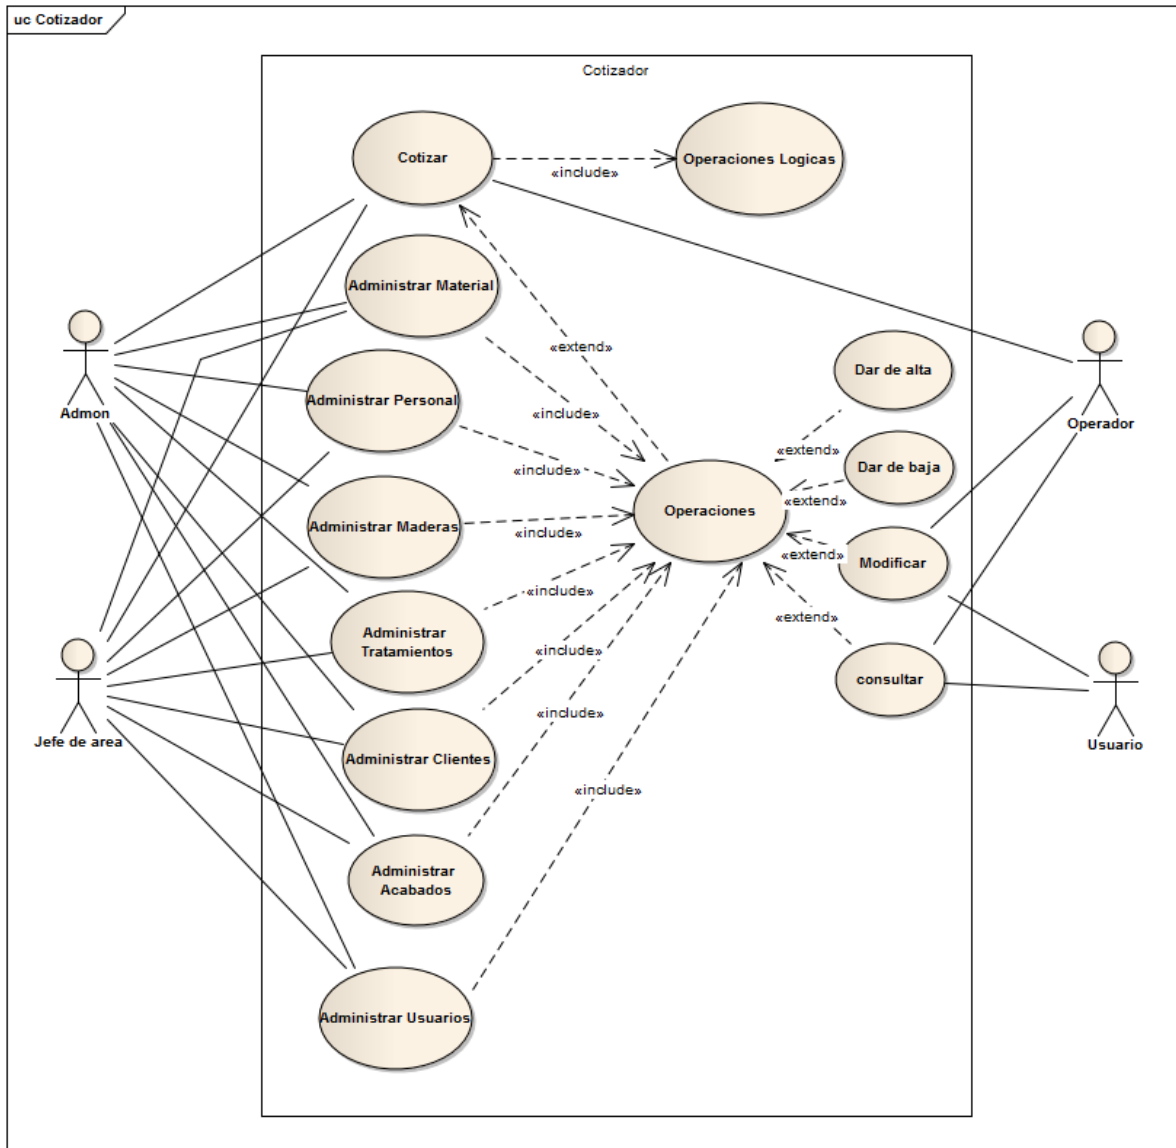 uc Cotizador
Cotizador
Cotizar
«include»
Operaciones Logicas
Administrar Material
«extend»
Dar de alta
Admon
Administrar Personal
«include»
Operador
«extend»
Dar de baja
«include»
«extend»
Operaciones
Administrar Maderas
«include»
«extend»
Modificar
«include»
«extend»
Administrar
Tratamientos
«include»
consultar
Jefe de area
Usuario
«include»
Administrar Clientes
«include»
Administrar
Acabados
Administrar Usuarios